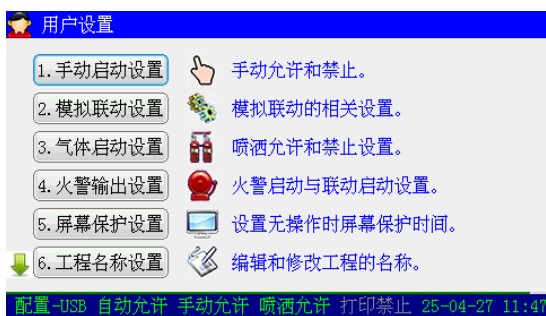 用户设置
1.手动启动设置 手动允许和禁止。
2.模拟联动设置 模拟联动的相关设置。
3.气体启动设置 喷洒允许和禁止设置。
4.火警输出设置 火警启动与联动启动设置。
5.屏幕保护设置 设置无操作时屏幕保护时间。
6.工程名称设置 编辑和修改工程的名称。
配置-USB 自动允许 手动允许 喷洒允许 打印禁止 25-04-27 11:47